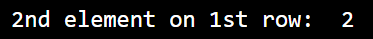 2nd element on 1st row:  2